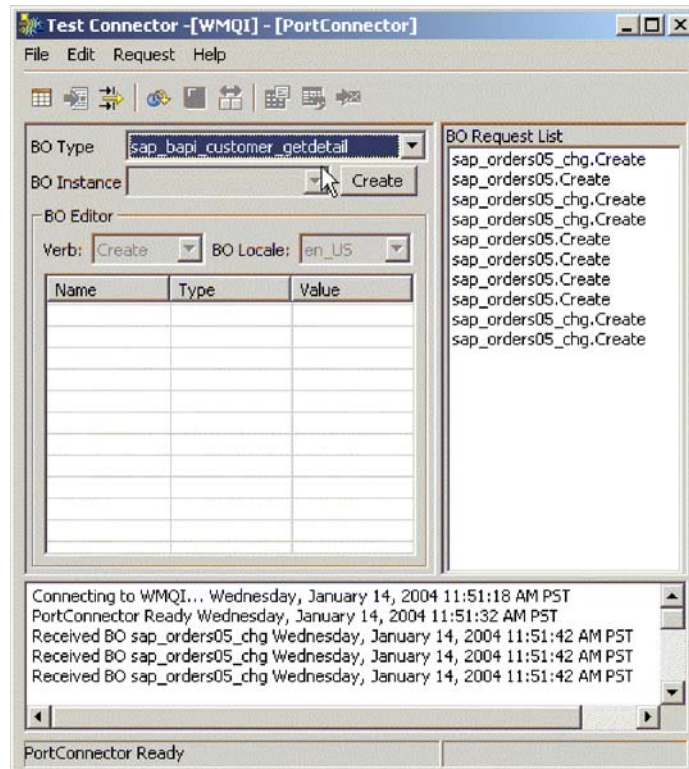 Test Connector -[WMQI] - [PortConnector]
File Edit Request Help
BO Type sap_bapi_customer_getdetail
BO Instance Create
BO Editor
Verb: Create BO Locale: en_US
Name Type Value
BO Request List
sap_orders05_chg.Create
sap_orders05.Create
sap_orders05_chg.Create
sap_orders05_chg.Create
sap_orders05.Create
sap_orders05.Create
sap_orders05.Create
sap_orders05.Create
sap_orders05_chg.Create
sap_orders05_chg.Create
Connecting to WMQI... Wednesday, January 14, 2004 11:51:18 AM PST
PortConnector Ready Wednesday, January 14, 2004 11:51:32 AM PST
Received BO sap_orders05_chg Wednesday, January 14, 2004 11:51:42 AM PST
Received BO sap_orders05_chg Wednesday, January 14, 2004 11:51:42 AM PST
Received BO sap_orders05_chg Wednesday, January 14, 2004 11:51:42 AM PST
PortConnector Ready